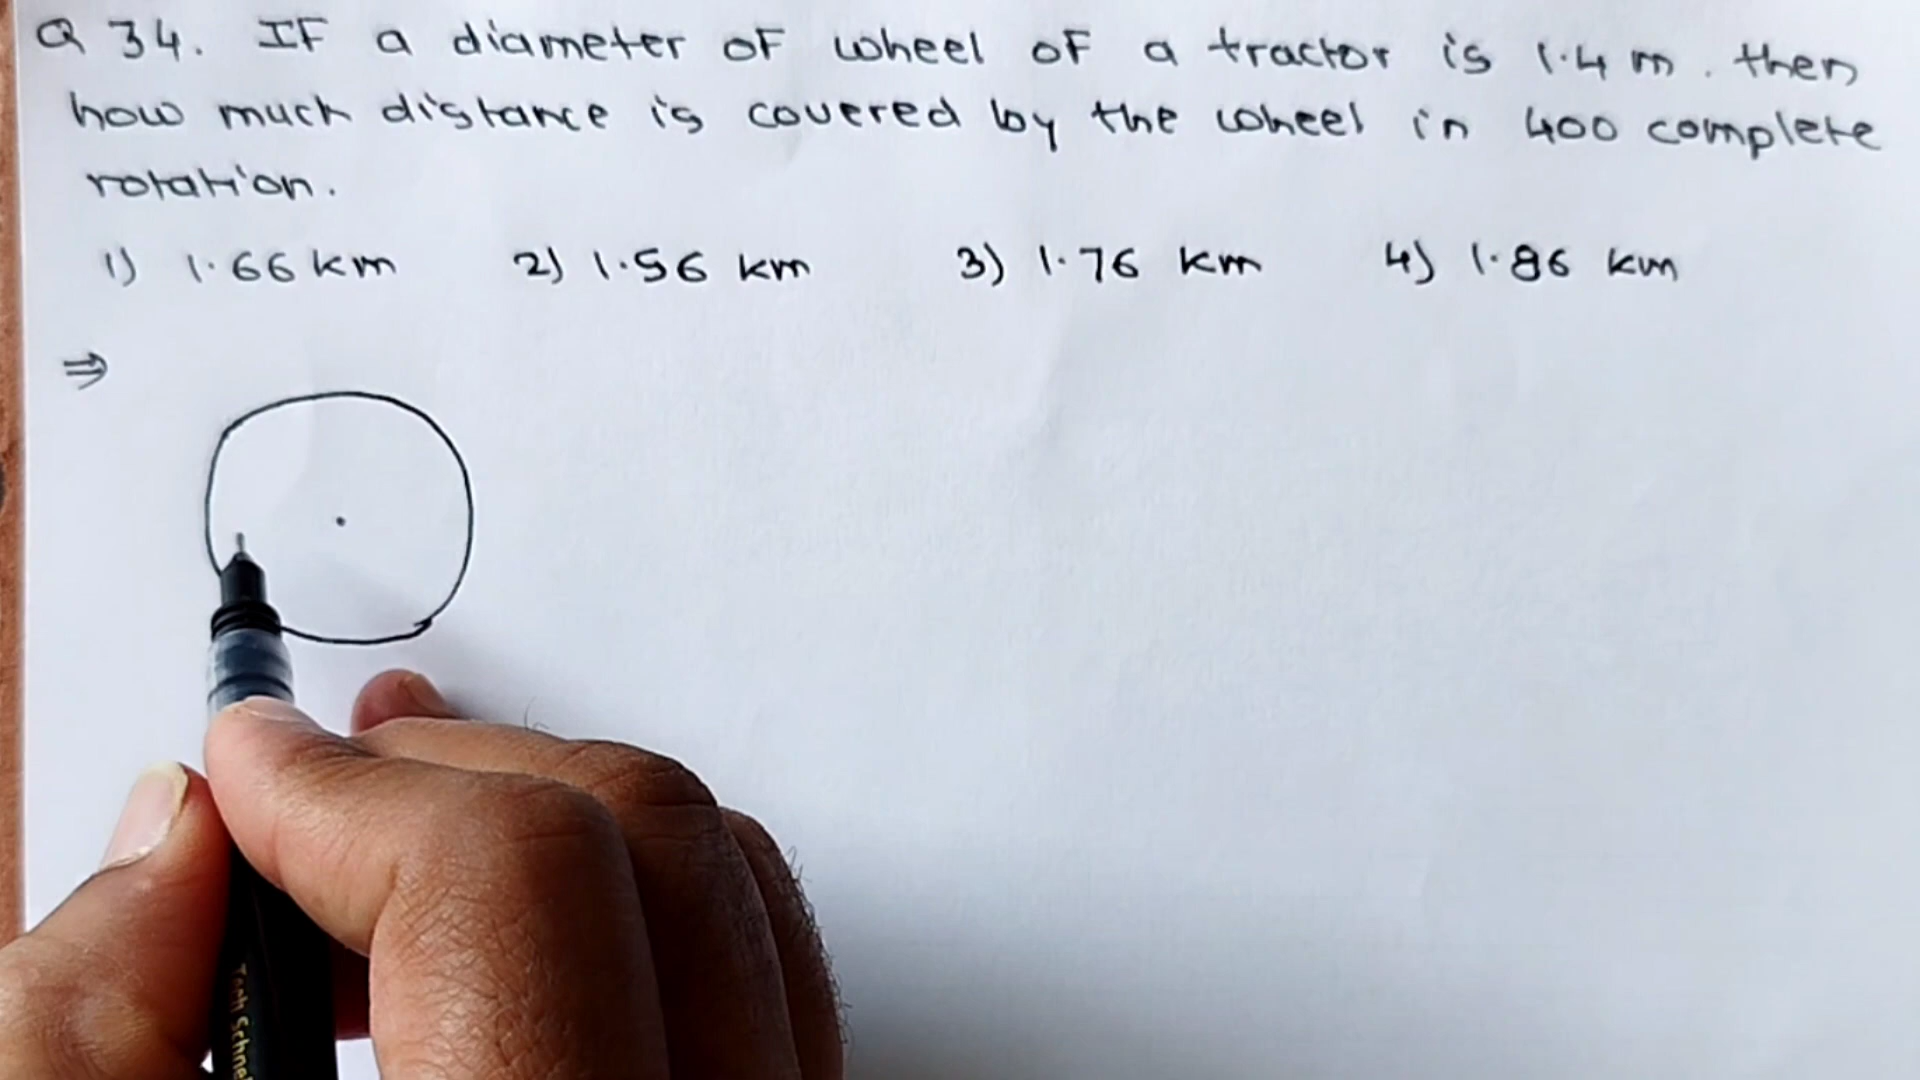 Q 34. IF a diameter OF wheel OF a tractor is 1.4 m. then
how much distance is covered by the wheel in 400 complete
rotation.
1) 1.66 km 2) 1.56 km 3) 1.76 km 4) 1.86 km
⇒